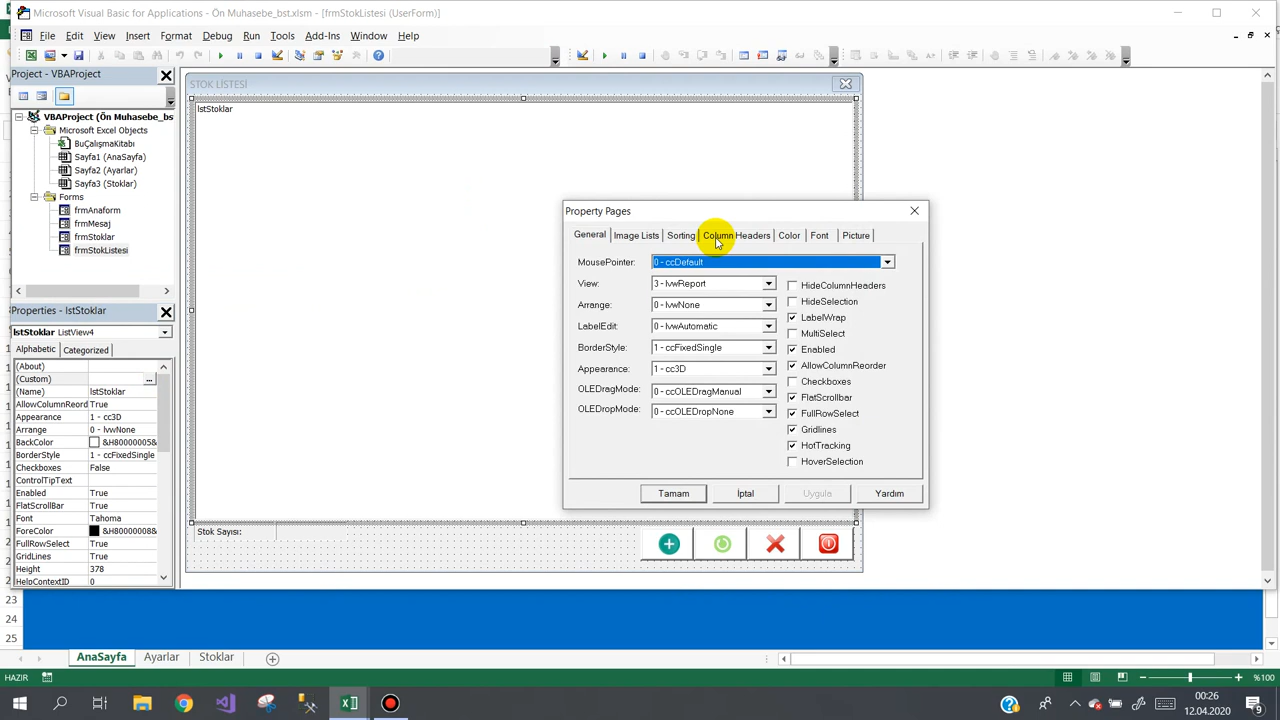 Microsoft Visual Basic for Applications - Ön Muhasebe_bst.xlsm - [frmStokListesi (UserForm)]
File Edit View Insert Format Debug Run Tools Add-Ins Window Help
Project - VBAProject
VBAProject (Ön Muhasebe_bst
Microsoft Excel Objects
BuÇalışmaKitabı
Sayfa1 (AnaSayfa)
Sayfa2 (Ayarlar)
Sayfa3 (Stoklar)
Forms
frmAnaform
frmMesaj
frmStoklar
frmStokListesi
Properties - lstStoklar
lstStoklar ListView4
Alphabetic Categorized
(About)
(Custom) ...
(Name) lstStoklar
AllowColumnReord True
Appearance 1 - cc3D
Arrange 0 - lvwNone
BackColor &H80000005&
BorderStyle 1 - ccFixedSingle
Checkboxes False
ControlTipText
Enabled True
FlatScrollBar True
Font Tahoma
ForeColor &H80000008&
FullRowSelect True
GridLines True
Height 378
HelpContextID 0
STOK LİSTESİ
lstStoklar
Stok Sayısı:
Property Pages
General Image Lists Sorting Column Headers Color Font Picture
MousePointer: 0 - ccDefault
View: 3 - lvwReport
Arrange: 0 - lvwNone
LabelEdit: 0 - lvwAutomatic
BorderStyle: 1 - ccFixedSingle
Appearance: 1 - cc3D
OLEDragMode: 0 - ccOLEDragManual
OLEDropMode: 0 - ccOLEDropNone
HideColumnHeaders
HideSelection
LabelWrap
MultiSelect
Enabled
AllowColumnReorder
Checkboxes
FlatScrollbar
FullRowSelect
Gridlines
HotTracking
HoverSelection
Tamam İptal Uygula Yardım
23
24
25
AnaSayfa Ayarlar Stoklar
HAZIR %100
00:26
12.04.2020
9